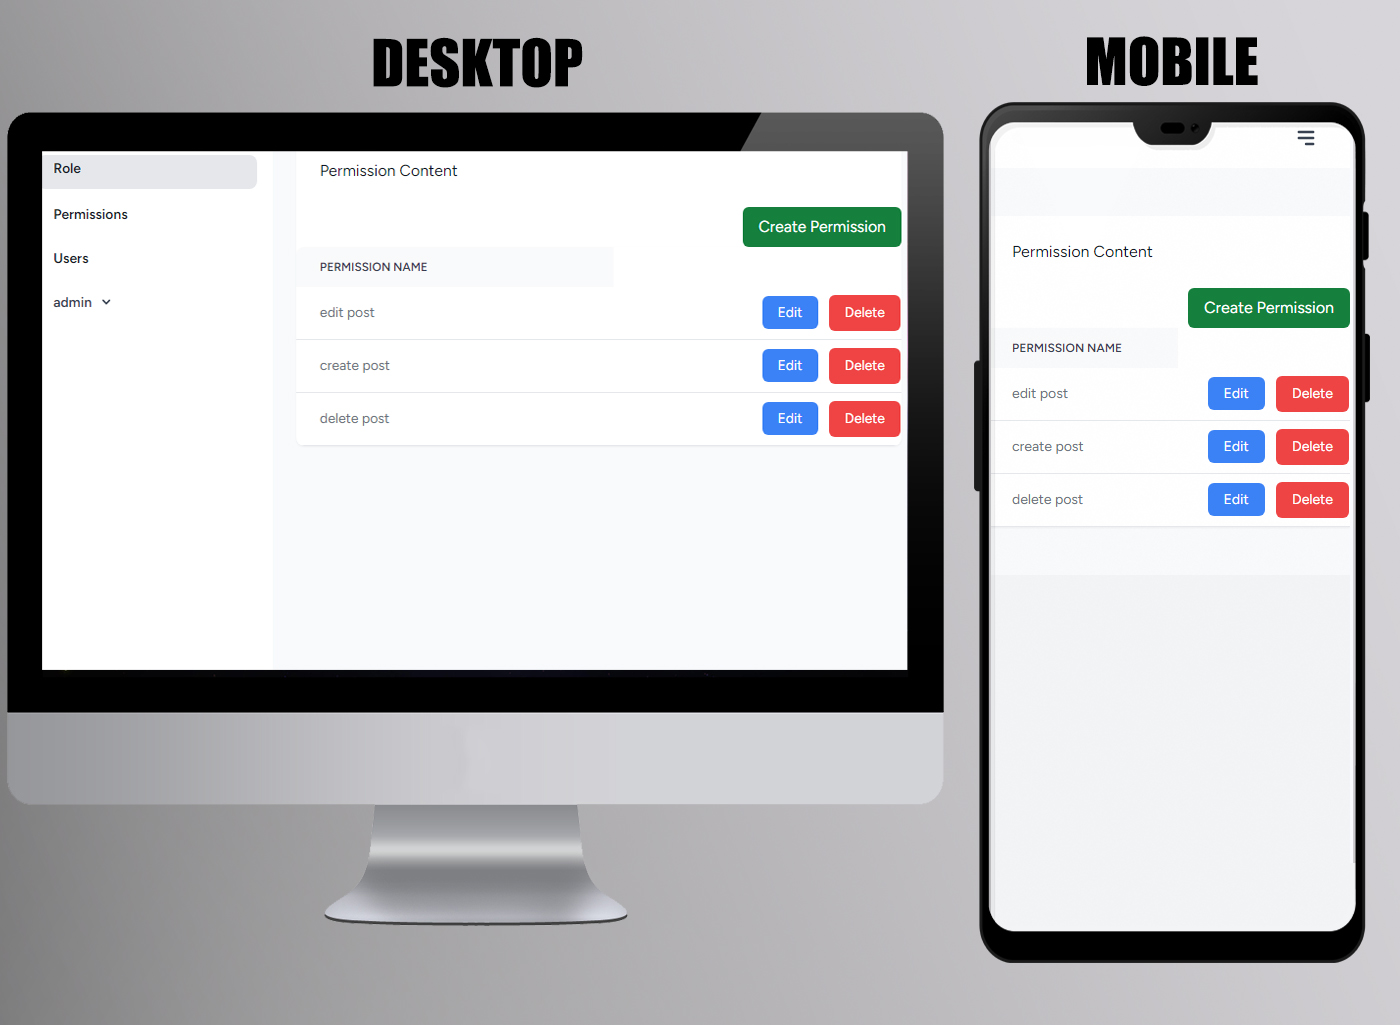 DESKTOP
Role
Permissions
Users
admin
Permission Content
Create Permission
PERMISSION NAME
edit post Edit Delete
create post Edit Delete
delete post Edit Delete
MOBILE
Permission Content
Create Permission
PERMISSION NAME
edit post Edit Delete
create post Edit Delete
delete post Edit Delete